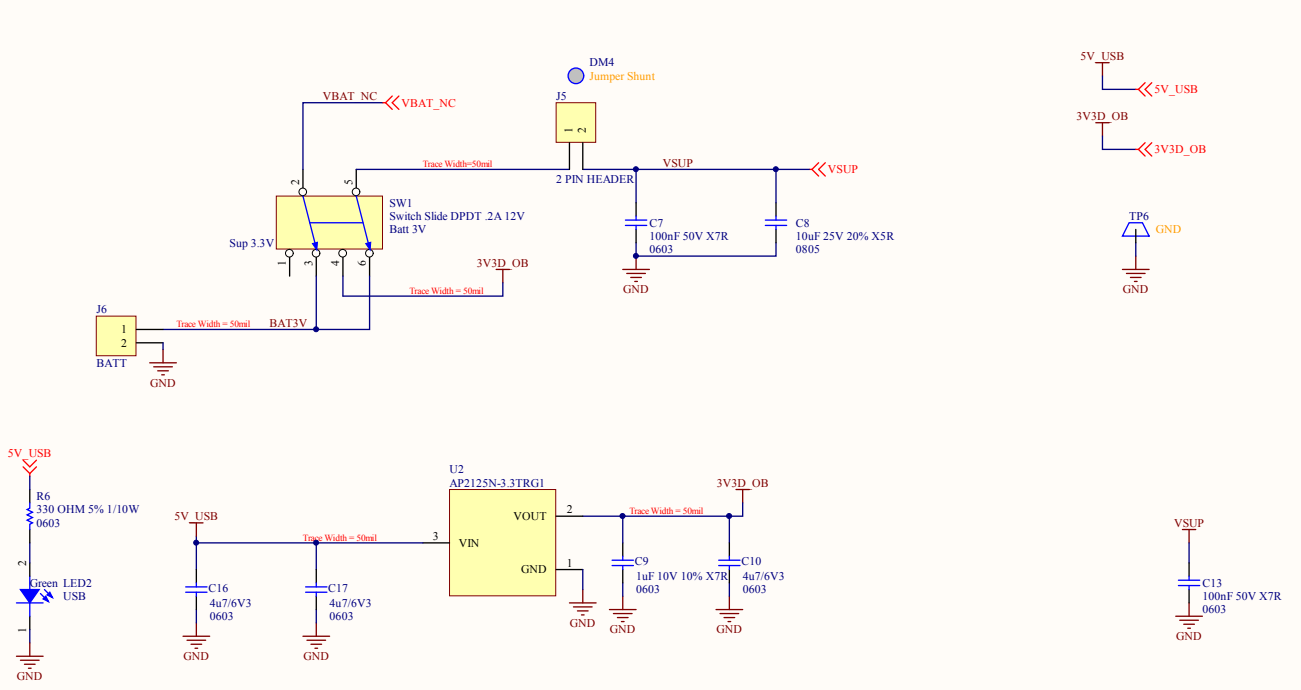 DM4
Jumper Shunt
J5
1
2
2 PIN HEADER
VBAT_NC
VBAT_NC
Trace Width=50mil
VSUP
VSUP
2
5
SW1
Switch Slide DPDT .2A 12V
Batt 3V
Sup 3.3V
1
3
4
6
C7
100nF 50V X7R
0603
C8
10uF 25V 20% X5R
0805
GND
3V3D_OB
Trace Width = 50mil
J6
1
2
BATT
Trace Width = 50mil
BAT3V
GND
5V_USB
5V_USB
3V3D_OB
3V3D_OB
TP6
GND
GND
5V_USB
R6
330 OHM 5% 1/10W
0603
2
Green LED2
USB
1
GND
5V_USB
Trace Width = 50mil
C16
4u7/6V3
0603
GND
C17
4u7/6V3
0603
GND
U2
AP2125N-3.3TRG1
3
VIN
VOUT
2
GND
1
GND
3V3D_OB
Trace Width = 50mil
C9
1uF 10V 10% X7R
0603
GND
C10
4u7/6V3
0603
GND
VSUP
C13
100nF 50V X7R
0603
GND